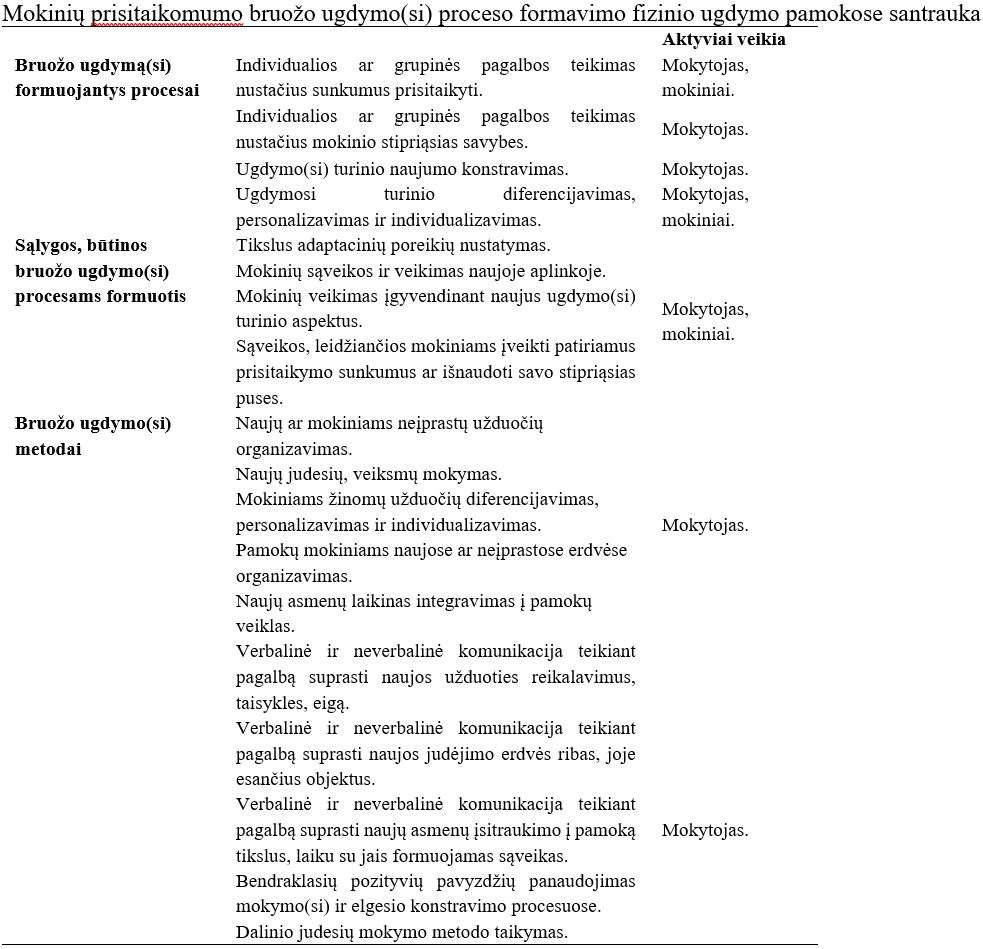 Mokinių prisitaikomumo bruožo ugdymo(si) proceso formavimo fizinio ugdymo pamokose santrauka
Aktyviai veikia
Bruožo ugdymą(si)
formuojantys procesai
Individualios ar grupinės pagalbos teikimas
nustačius sunkumus prisitaikyti.
Mokytojas,
mokiniai.
Individualios ar grupinės pagalbos teikimas
nustačius mokinio stipriąsias savybes.
Mokytojas.
Ugdymo(si) turinio naujumo konstravimas.
Mokytojas.
Ugdymosi turinio diferencijavimas,
personalizavimas ir individualizavimas.
Mokytojas,
mokiniai.
Sąlygos, būtinos
bruožo ugdymo(si)
procesams formuotis
Tikslus adaptacinių poreikių nustatymas.
Mokinių sąveikos ir veikimas naujoje aplinkoje.
Mokinių veikimas įgyvendinant naujus ugdymo(si)
turinio aspektus.
Sąveikos, leidžiančios mokiniams įveikti patiriamus
prisitaikymo sunkumus ar išnaudoti savo stipriąsias
puses.
Mokytojas,
mokiniai.
Bruožo ugdymo(si)
metodai
Naujų ar mokiniams neįprastų užduočių
organizavimas.
Naujų judesių, veiksmų mokymas.
Mokiniams žinomų užduočių diferencijavimas,
personalizavimas ir individualizavimas.
Pamokų mokiniams naujose ar neįprastose erdvėse
organizavimas.
Naujų asmenų laikinas integravimas į pamokų
veiklas.
Mokytojas.
Verbalinė ir neverbalinė komunikacija teikiant
pagalbą suprasti naujos užduoties reikalavimus,
taisykles, eigą.
Verbalinė ir neverbalinė komunikacija teikiant
pagalbą suprasti naujos judėjimo erdvės ribas, joje
esančius objektus.
Verbalinė ir neverbalinė komunikacija teikiant
pagalbą suprasti naujų asmenų įsitraukimo į pamoką
tikslus, laiku su jais formuojamas sąveikas.
Bendraklasių pozityvių pavyzdžių panaudojimas
mokymo(si) ir elgesio konstravimo procesuose.
Dalinio judesių mokymo metodo taikymas.
Mokytojas.